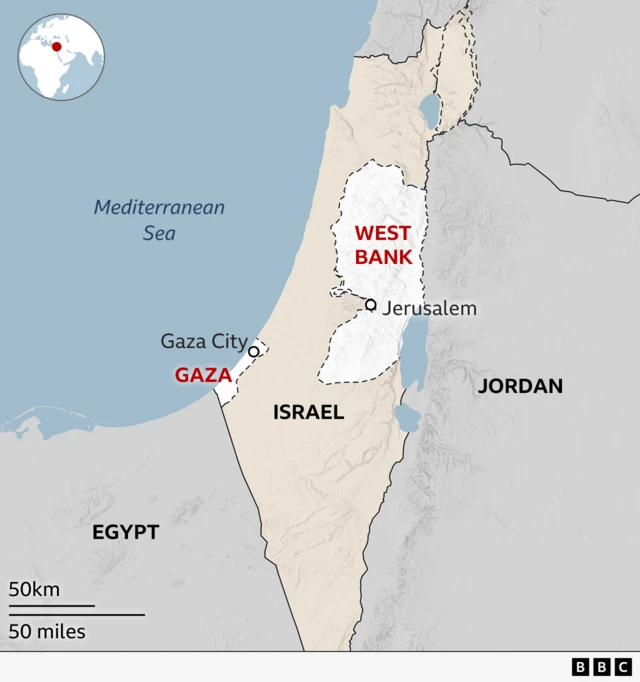 Mediterranean
Sea
WEST
BANK
Jerusalem
Gaza City
GAZA
JORDAN
ISRAEL
EGYPT
50km
50 miles
BBC